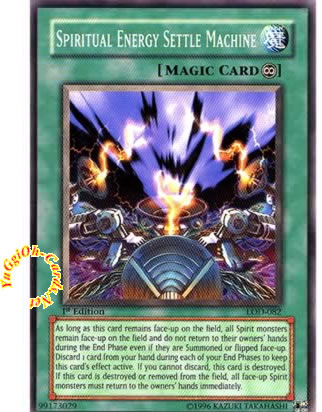 SPIRITUAL ENERGY SETTLE MACHINE
[MAGIC CARD]
YuGgiOh-Cards.Net
1st Edition
LOD-082
As long as this card remains face-up on the field, all Spirit monsters
remain face-up on the field and do not return to their owners' hands
during the End Phase even if they are Summoned or flipped face-up.
Discard 1 card from your hand during each of your End Phases to keep
this card's effect active. If you cannot discard, this card is destroyed.
If this card is destroyed or removed from the field, all face-up Spirit
monsters must return to the owners' hands immediately.
99173029
©1996 KAZUKI TAKAHASHI